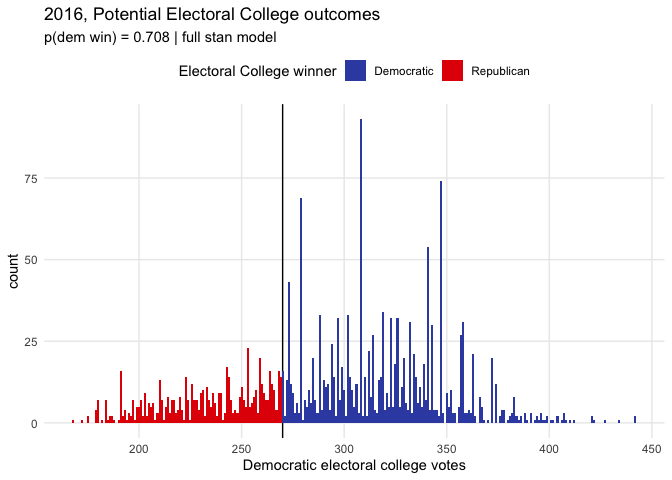 2016, Potential Electoral College outcomes
p(dem win) = 0.708 | full stan model
Electoral College winner Democratic Republican
75
50
25
0
count
200 250 300 350 400 450
Democratic electoral college votes